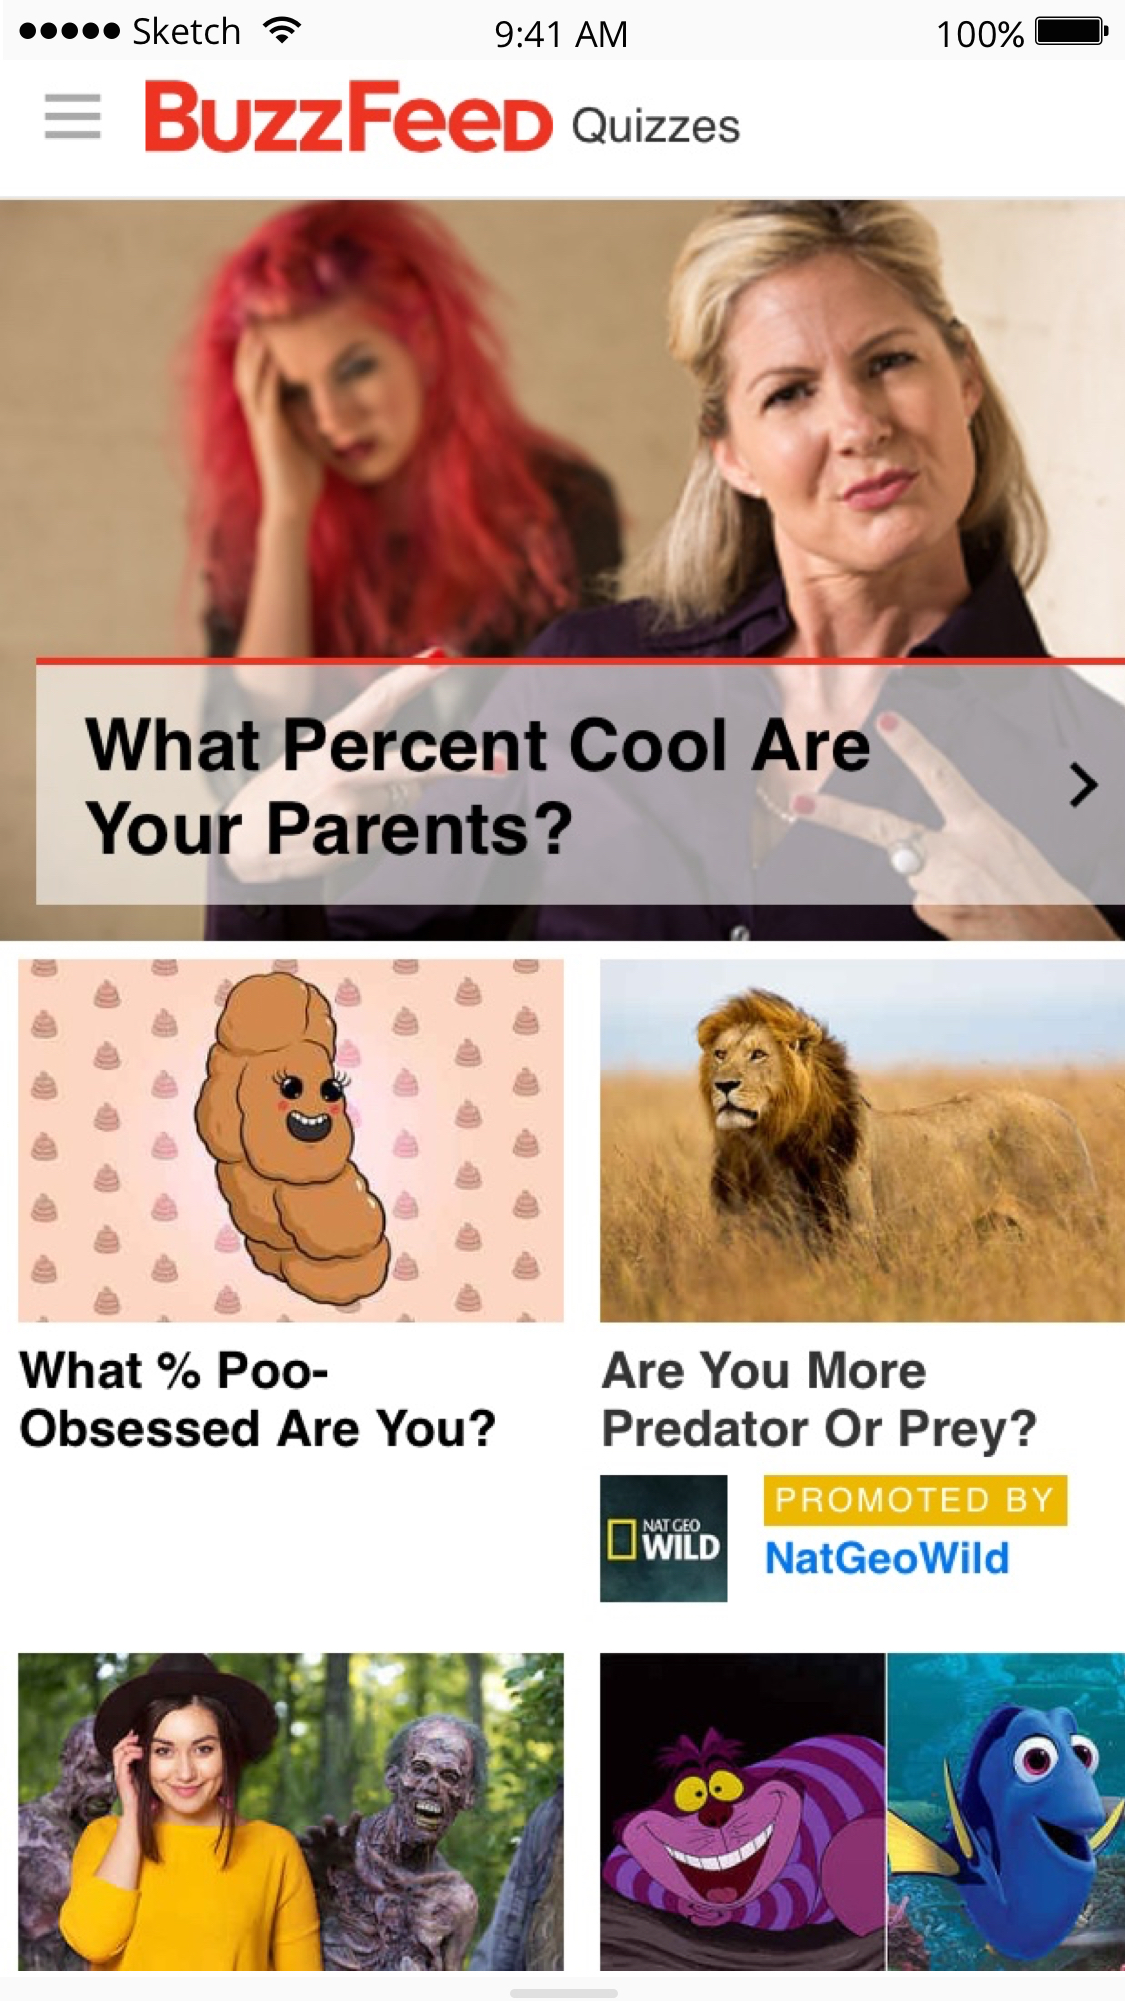 Sketch 9:41 AM 100%
BuzzFeeD Quizzes
What Percent Cool Are
Your Parents?
What % Poo-
Obsessed Are You?
Are You More
Predator Or Prey?
NAT GEO
WILD
PROMOTED BY
NatGeoWild